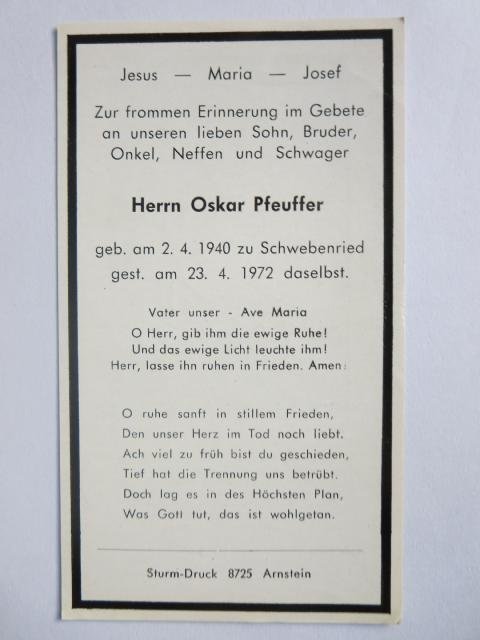 Jesus — Maria — Josef
Zur frommen Erinnerung im Gebete
an unseren lieben Sohn, Bruder,
Onkel, Neffen und Schwager
Herrn Oskar Pfeuffer
geb. am 2. 4. 1940 zu Schwebenried
gest. am 23. 4. 1972 daselbst.
Vater unser - Ave Maria
O Herr, gib ihm die ewige Ruhe!
Und das ewige Licht leuchte ihm!
Herr, lasse ihn ruhen in Frieden. Amen:
O ruhe sanft in stillem Frieden,
Den unser Herz im Tod noch liebt.
Ach viel zu früh bist du geschieden,
Tief hat die Trennung uns betrübt.
Doch lag es in des Höchsten Plan,
Was Gott tut, das ist wohlgetan.
Sturm-Druck 8725 Arnstein